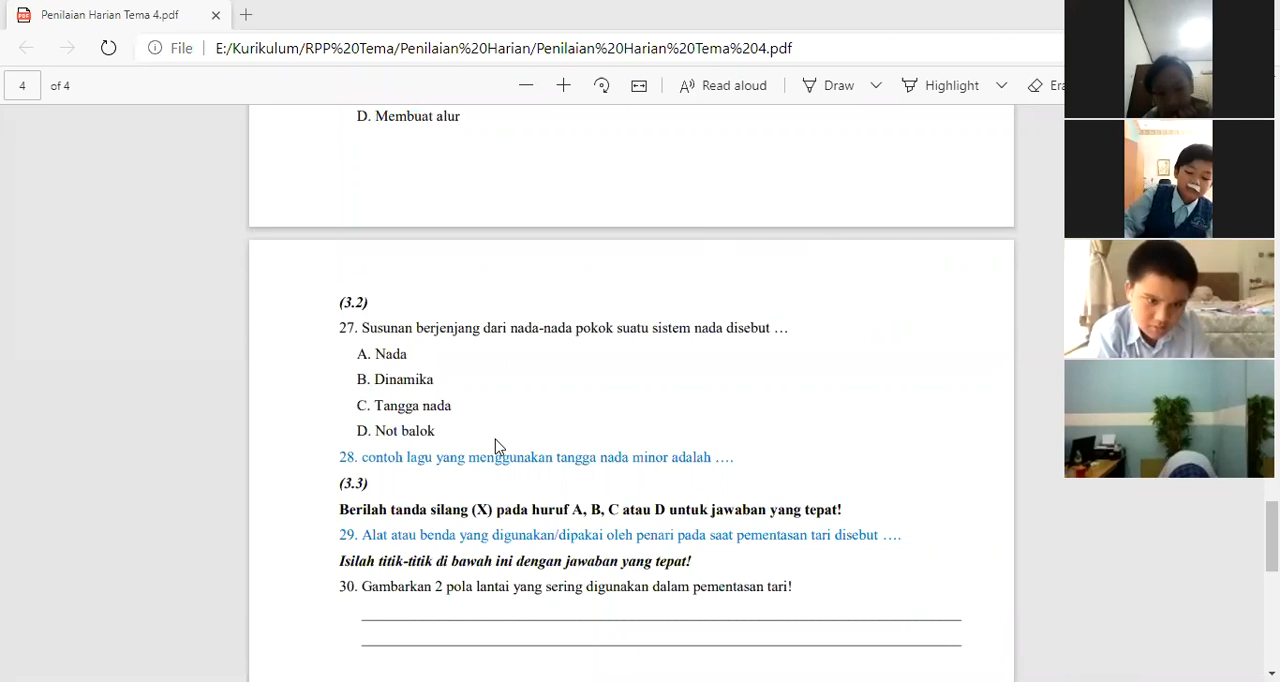 Penilaian Harian Tema 4.pdf
File E:/Kurikulum/RPP%20Tema/Penilaian%20Harian/Penilaian%20Harian%20Tema%204.pdf
4 of 4 Read aloud Draw Highlight Era
D. Membuat alur
(3.2)
27. Susunan berjenjang dari nada-nada pokok suatu sistem nada disebut …
A. Nada
B. Dinamika
C. Tangga nada
D. Not balok
28. contoh lagu yang menggunakan tangga nada minor adalah ….
(3.3)
Berilah tanda silang (X) pada huruf A, B, C atau D untuk jawaban yang tepat!
29. Alat atau benda yang digunakan/dipakai oleh penari pada saat pementasan tari disebut ….
Isilah titik-titik di bawah ini dengan jawaban yang tepat!
30. Gambarkan 2 pola lantai yang sering digunakan dalam pementasan tari!